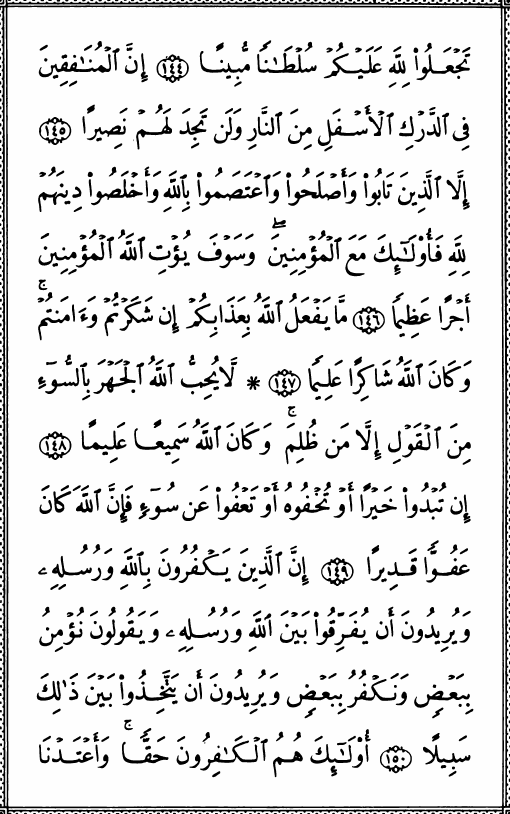 تَجۡعَلُواْ لِلَّهِ عَلَيۡكُمۡ سُلۡطَٰنٗا مُّبِينًا ١٤٤ إِنَّ ٱلۡمُنَٰفِقِينَ
فِي ٱلدَّرۡكِ ٱلۡأَسۡفَلِ مِنَ ٱلنَّارِ وَلَن تَجِدَ لَهُمۡ نَصِيرًا ١٤٥
إِلَّا ٱلَّذِينَ تَابُواْ وَأَصۡلَحُواْ وَٱعۡتَصَمُواْ بِٱللَّهِ وَأَخۡلَصُواْ دِينَهُمۡ
لِلَّهِ فَأُوْلَٰٓئِكَ مَعَ ٱلۡمُؤۡمِنِينَۖ وَسَوۡفَ يُؤۡتِ ٱللَّهُ ٱلۡمُؤۡمِنِينَ
أَجۡرًا عَظِيمٗا ١٤٦ مَّا يَفۡعَلُ ٱللَّهُ بِعَذَابِكُمۡ إِن شَكَرۡتُمۡ وَءَامَنتُمۡۚ
وَكَانَ ٱللَّهُ شَاكِرًا عَلِيمٗا ١٤٧ * لَّا يُحِبُّ ٱللَّهُ ٱلۡجَهۡرَ بِٱلسُّوٓءِ
مِنَ ٱلۡقَوۡلِ إِلَّا مَن ظُلِمَۚ وَكَانَ ٱللَّهُ سَمِيعًا عَلِيمًا ١٤٨
إِن تُبۡدُواْ خَيۡرًا أَوۡ تُخۡفُوهُ أَوۡ تَعۡفُواْ عَن سُوٓءٖ فَإِنَّ ٱللَّهَ كَانَ
عَفُوّٗا قَدِيرًا ١٤٩ إِنَّ ٱلَّذِينَ يَكۡفُرُونَ بِٱللَّهِ وَرُسُلِهِۦ
وَيُرِيدُونَ أَن يُفَرِّقُواْ بَيۡنَ ٱللَّهِ وَرُسُلِهِۦ وَيَقُولُونَ نُؤۡمِنُ
بِبَعۡضٖ وَنَكۡفُرُ بِبَعۡضٖ وَيُرِيدُونَ أَن يَتَّخِذُواْ بَيۡنَ ذَٰلِكَ
سَبِيلًا ١٥٠ أُوْلَٰٓئِكَ هُمُ ٱلۡكَٰفِرُونَ حَقّٗاۚ وَأَعۡتَدۡنَا